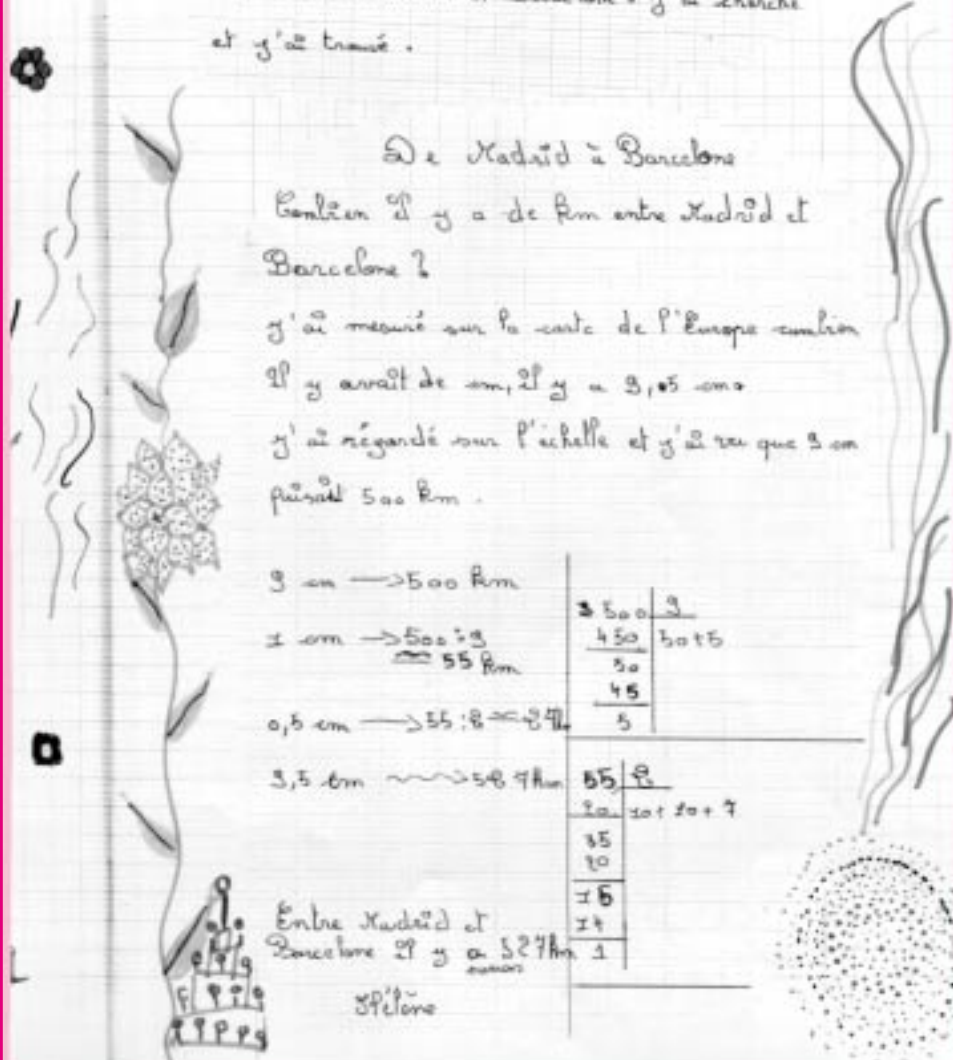 et j'ai trouvé.
De Madrid à Barcelone
Combien il y a de km entre Madrid et
Barcelone ?
j'ai mesuré sur la carte de l'Europe combien
il y avait de cm, il y a 9,5 cm.
j'ai régardé sur l'échelle et j'ai vu que 9 cm
faisait 500 km.
9 cm → 500 km
1 cm → 500 : 9
≈ 55 km
0,5 cm → 55 : 2 ≈ 27
9,5 cm → 527 km
500 9
450 50+5
50
45
5
55 2
20 10+10+7
35
20
15
14
1
Entre Madrid et
Barcelone il y a 527 km
environ
Hélène